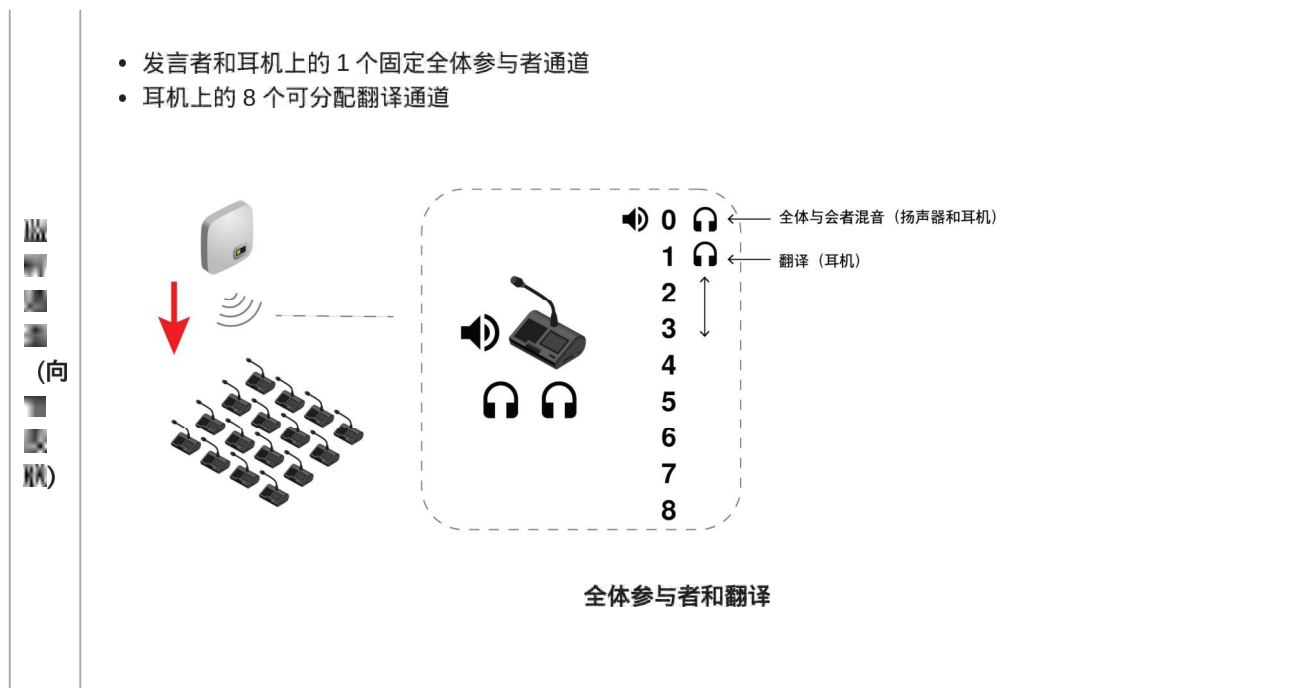 发言者和耳机上的 1 个固定全体参与者通道
耳机上的 8 个可分配翻译通道
(向
)
0
全体与会者混音（扬声器和耳机）
1
翻译（耳机）
2
3
4
5
6
7
8
全体参与者和翻译